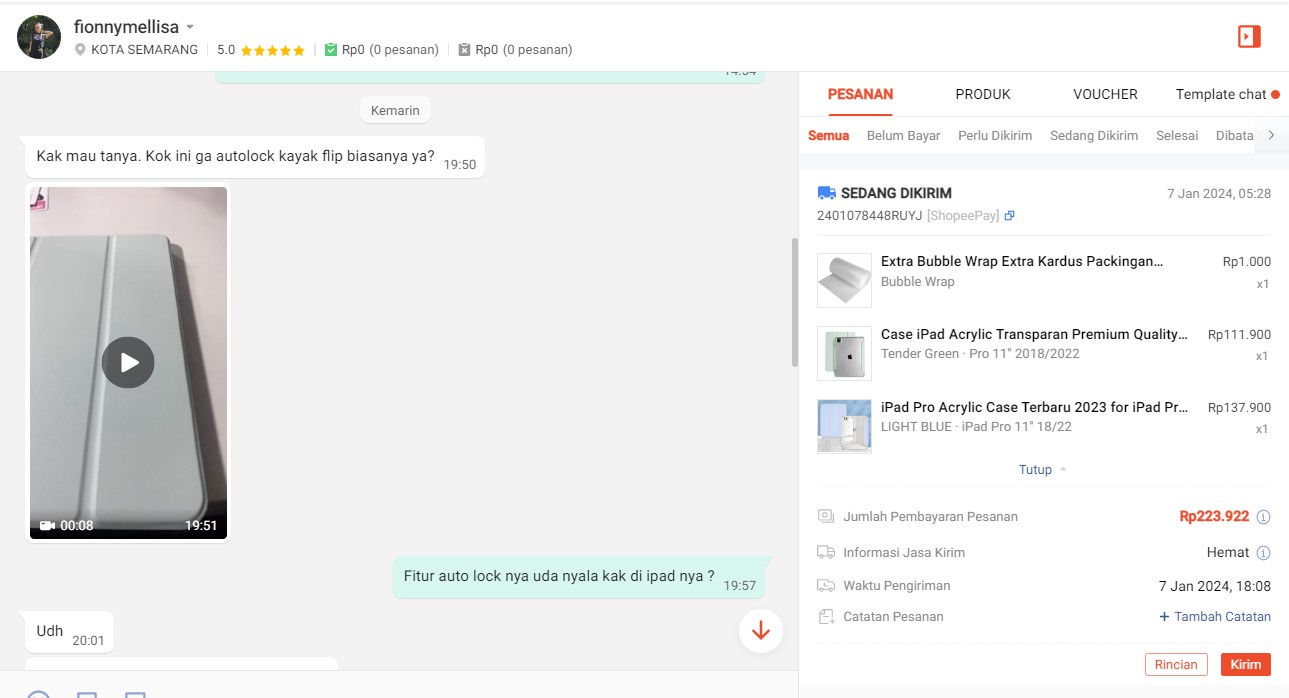 fionnymellisa
KOTA SEMARANG 5.0 Rp0 (0 pesanan) Rp0 (0 pesanan)
Kemarin
Kak mau tanya. Kok ini ga autolock kayak flip biasanya ya? 19:50
00:08 19:51
Fitur auto lock nya uda nyala kak di ipad nya ? 19:57
Udh 20:01
PESANAN PRODUK VOUCHER Template chat
Semua Belum Bayar Perlu Dikirim Sedang Dikirim Selesai Dibata
SEDANG DIKIRIM 7 Jan 2024, 05:28
2401078448RUYJ [ShopeePay]
Extra Bubble Wrap Extra Kardus Packingan... Rp1.000
Bubble Wrap x1
Case iPad Acrylic Transparan Premium Quality... Rp111.900
Tender Green · Pro 11" 2018/2022 x1
iPad Pro Acrylic Case Terbaru 2023 for iPad Pr... Rp137.900
LIGHT BLUE · iPad Pro 11" 18/22 x1
Tutup
Jumlah Pembayaran Pesanan Rp223.922
Informasi Jasa Kirim Hemat
Waktu Pengiriman 7 Jan 2024, 18:08
Catatan Pesanan + Tambah Catatan
Rincian Kirim